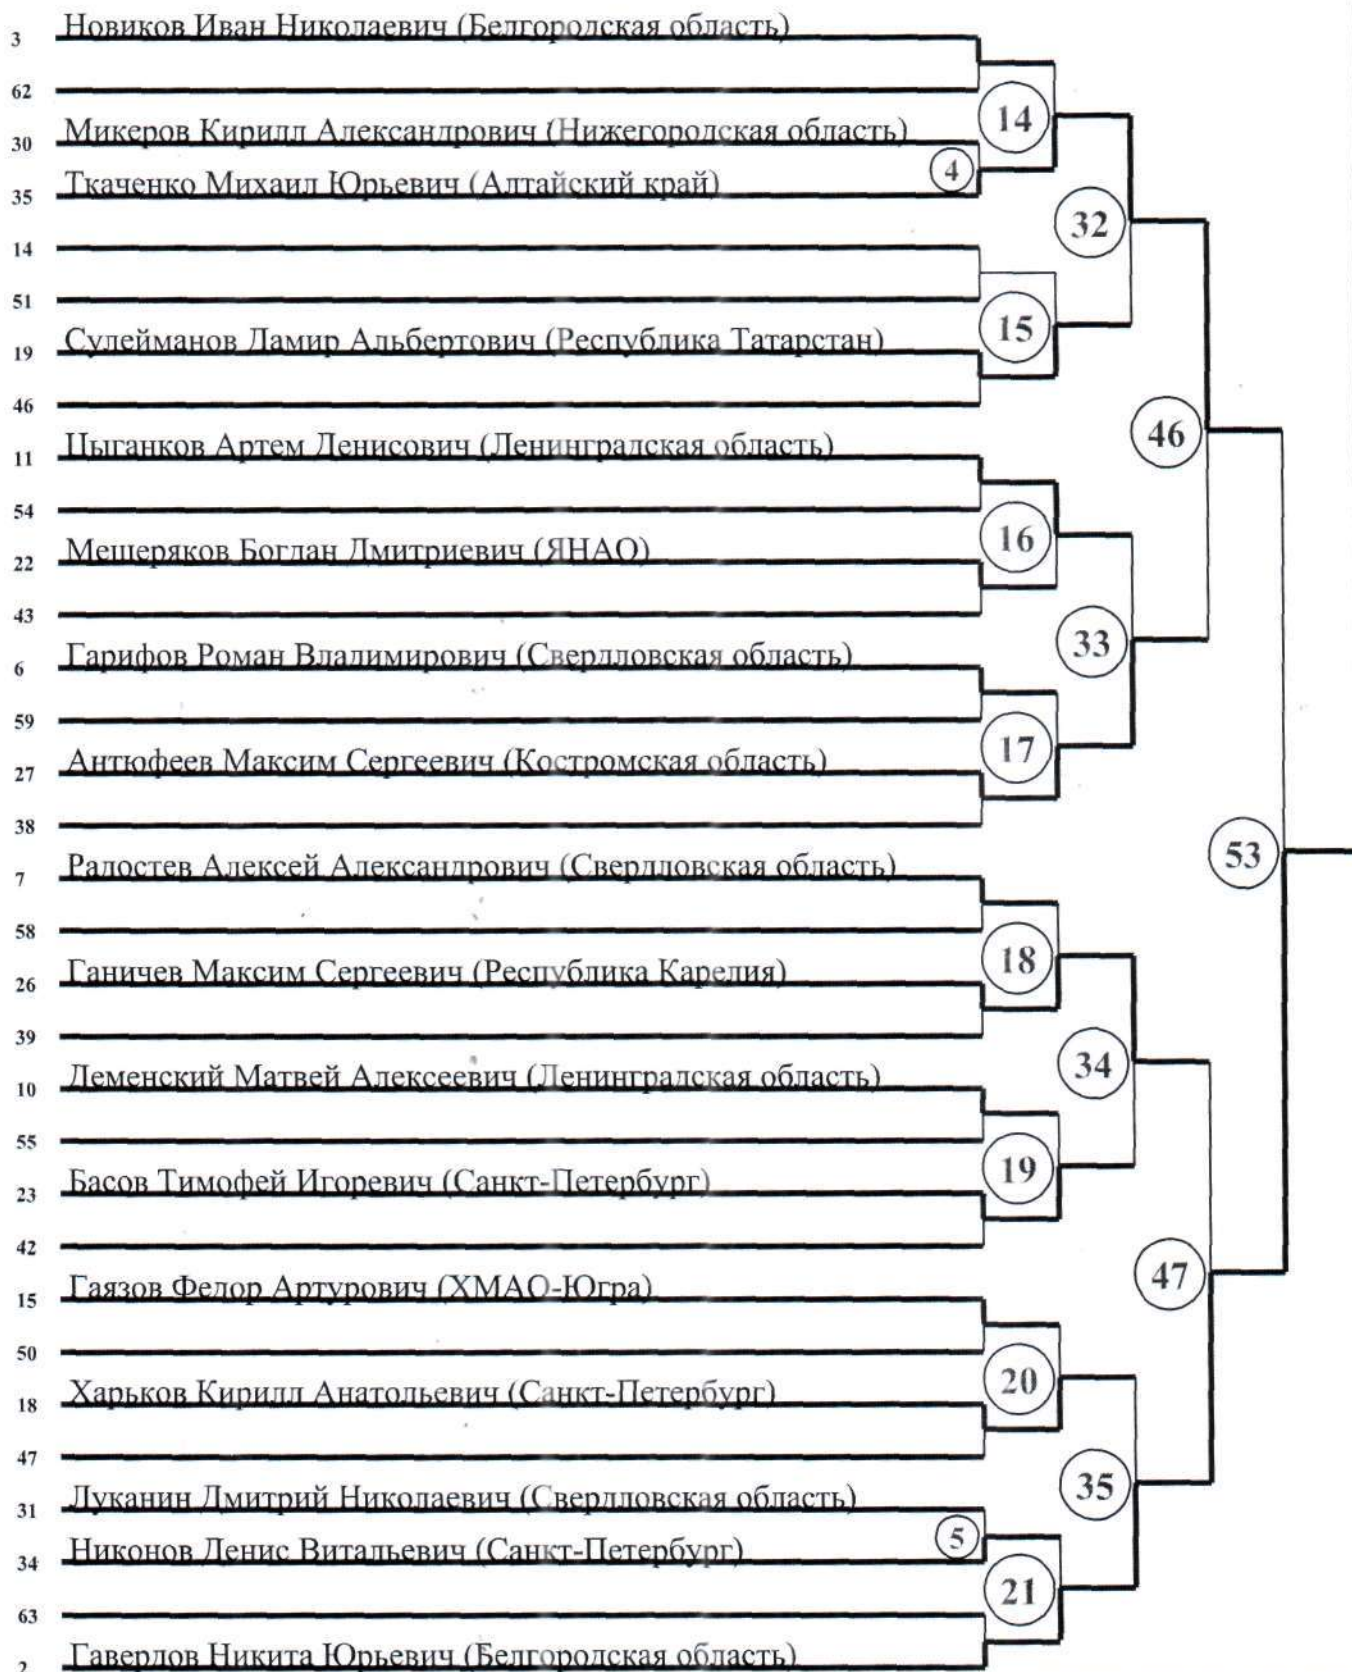 3 Новиков Иван Николаевич (Белгородская область)
62
14
30 Микеров Кирилл Александрович (Нижегородская область)
4
35 Ткаченко Михаил Юрьевич (Алтайский край)
32
14
51
15
19 Сулейманов Дамир Альбертович (Республика Татарстан)
46
46
11 Цыганков Артем Денисович (Ленинградская область)
54
16
22 Мещеряков Богдан Дмитриевич (ЯНАО)
43
33
6 Гарифов Роман Владимирович (Свердловская область)
59
17
27 Антюфеев Максим Сергеевич (Костромская область)
38
53
7 Радостев Алексей Александрович (Свердловская область)
58
18
26 Ганичев Максим Сергеевич (Республика Карелия)
39
34
10 Деменский Матвей Алексеевич (Ленинградская область)
55
19
23 Басов Тимофей Игоревич (Санкт-Петербург)
42
47
15 Гаязов Федор Артурович (ХМАО-Югра)
50
20
18 Харьков Кирилл Анатольевич (Санкт-Петербург)
47
35
31 Луканин Дмитрий Николаевич (Свердловская область)
5
34 Никонов Денис Витальевич (Санкт-Петербург)
21
63
2 Гавердов Никита Юрьевич (Белгородская область)